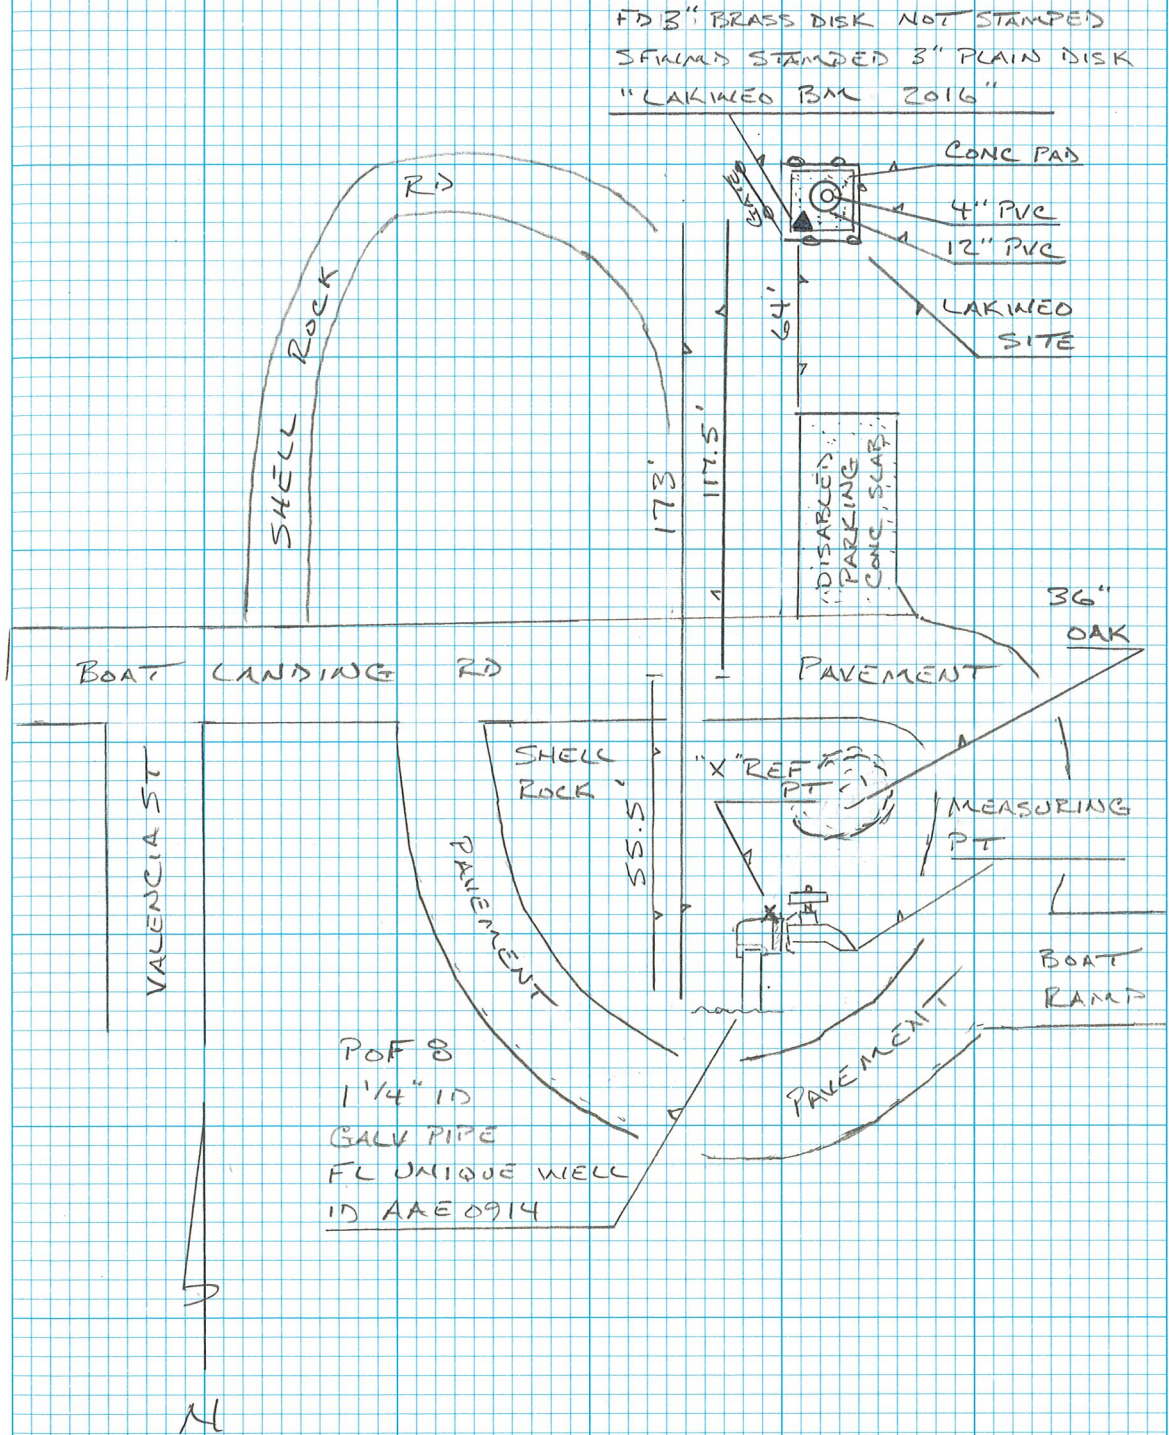 FD 3" BRASS DISK NOT STAMPED
SFWMD STAMPED 3" PLAIN DISK
"LAKINEO BM 2016"
CONC PAD
4" PVC
12" PVC
LAKINEO
SITE
RD
SHELL ROCK
64'
117.5'
173'
DISABLED
PARKING
CONC. SLAB
36"
OAK
BOAT LANDING RD
PAVEMENT
SHELL
ROCK
"X" REF
PT
MEASURING
PT
55.5'
VALENCIA ST
PAVEMENT
BOAT
RAMP
PAVEMENT
POF 8
1 1/4" ID
GALV PIPE
FL UNIQUE WELL
ID AAE0914
N